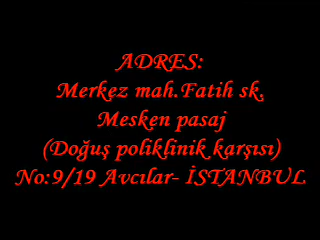 ADRES:
Merkez mah.Fatih sk.
Mesken pasaj
(Doğuş poliklinik karşısı)
No:9/19 Avcılar- İSTANBUL